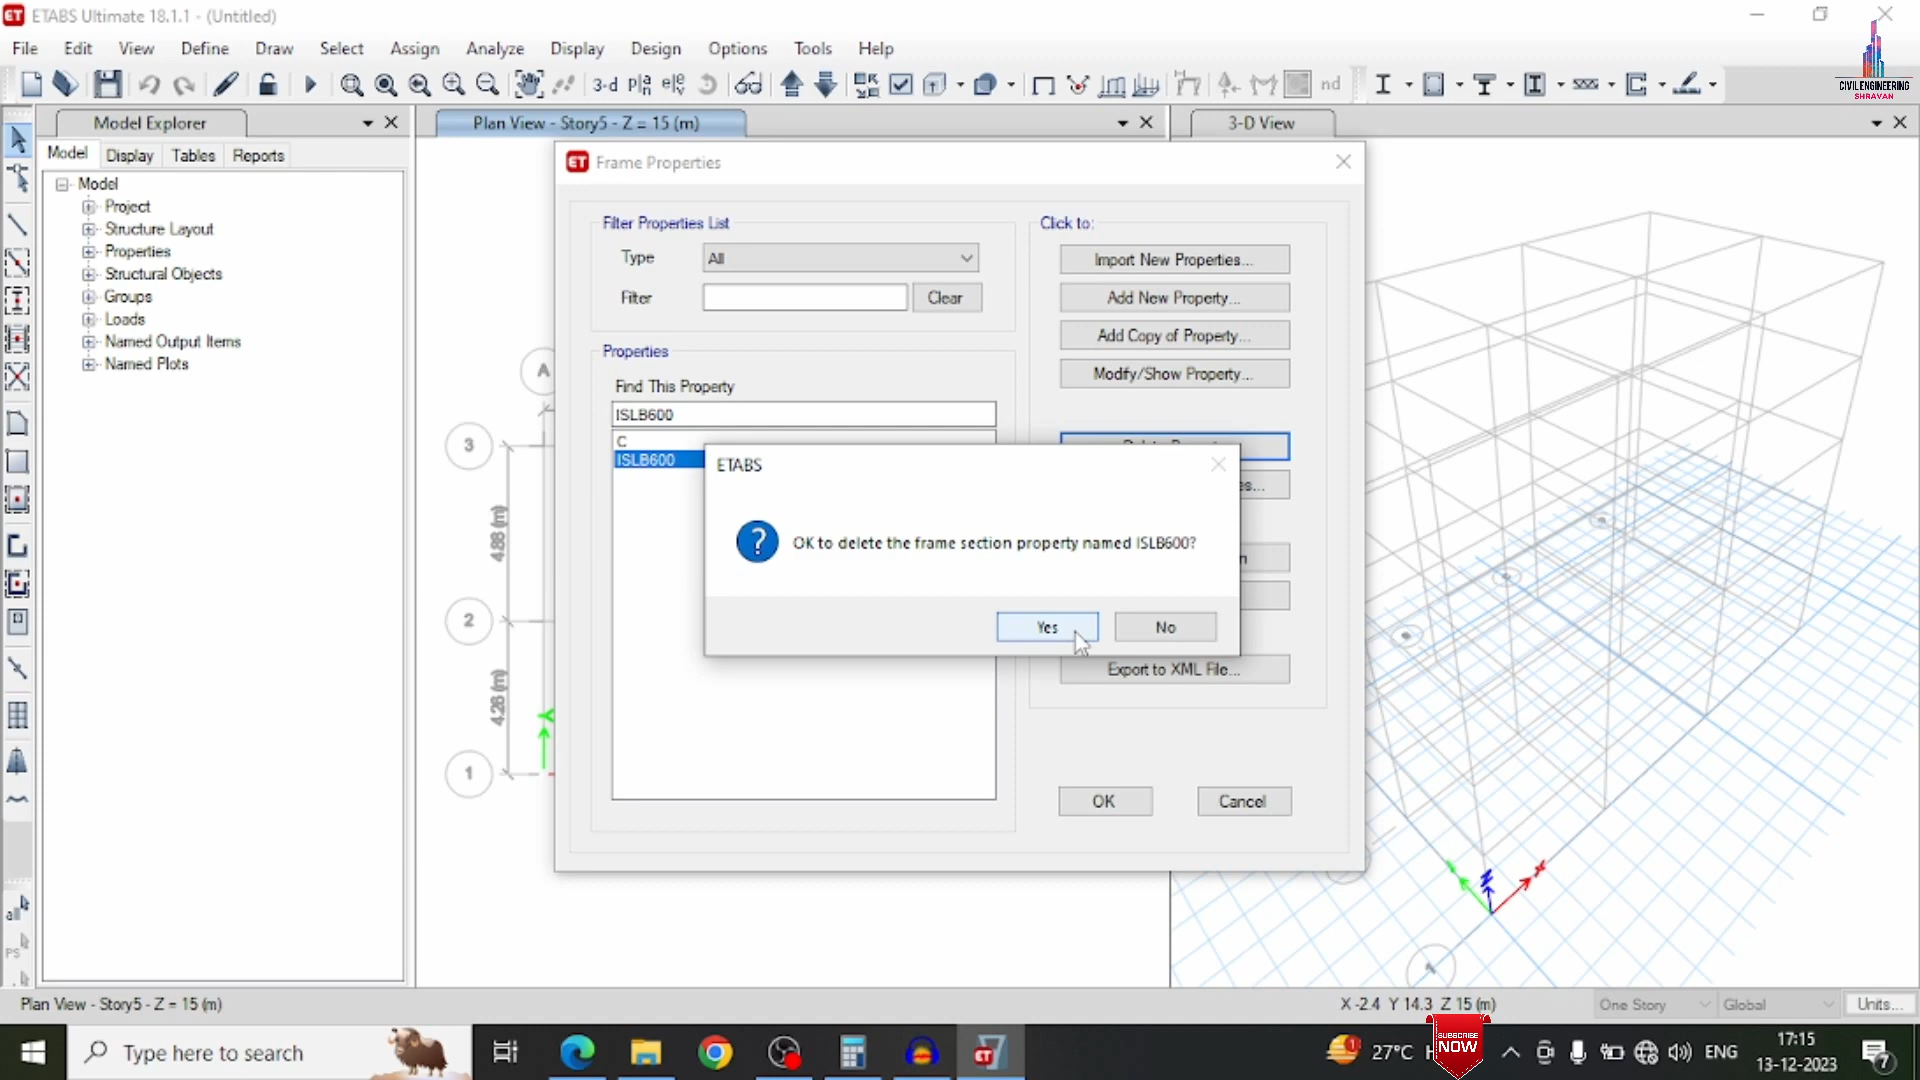 ETABS Ultimate 18.1.1 - (Untitled)
File Edit View Define Draw Select Assign Analyze Display Design Options Tools Help
3-d
nd
CIVIL ENGINEERING
SHRAVAN
Model Explorer
Plan View - Story5 - Z = 15 (m)
3-D View
Model Display Tables Reports
Model
Project
Structure Layout
Properties
Structural Objects
Groups
Loads
Named Output Items
Named Plots
Frame Properties
Filter Properties List
Type All
Filter Clear
Click to:
Import New Properties...
Add New Property...
Add Copy of Property...
Modify/Show Property...
Properties
Find This Property
ISLB600
C
ISLB600
es...
n
Export to XML File...
OK Cancel
ETABS
OK to delete the frame section property named ISLB600?
Yes No
A
3
4.88 (m)
2
4.26 (m)
1
Plan View - Story5 - Z = 15 (m)
X -2.4 Y 14.3 Z 15 (m)
One Story Global Units...
Type here to search
27°C
SUBSCRIBE
NOW
ENG
17:15
13-12-2023
7